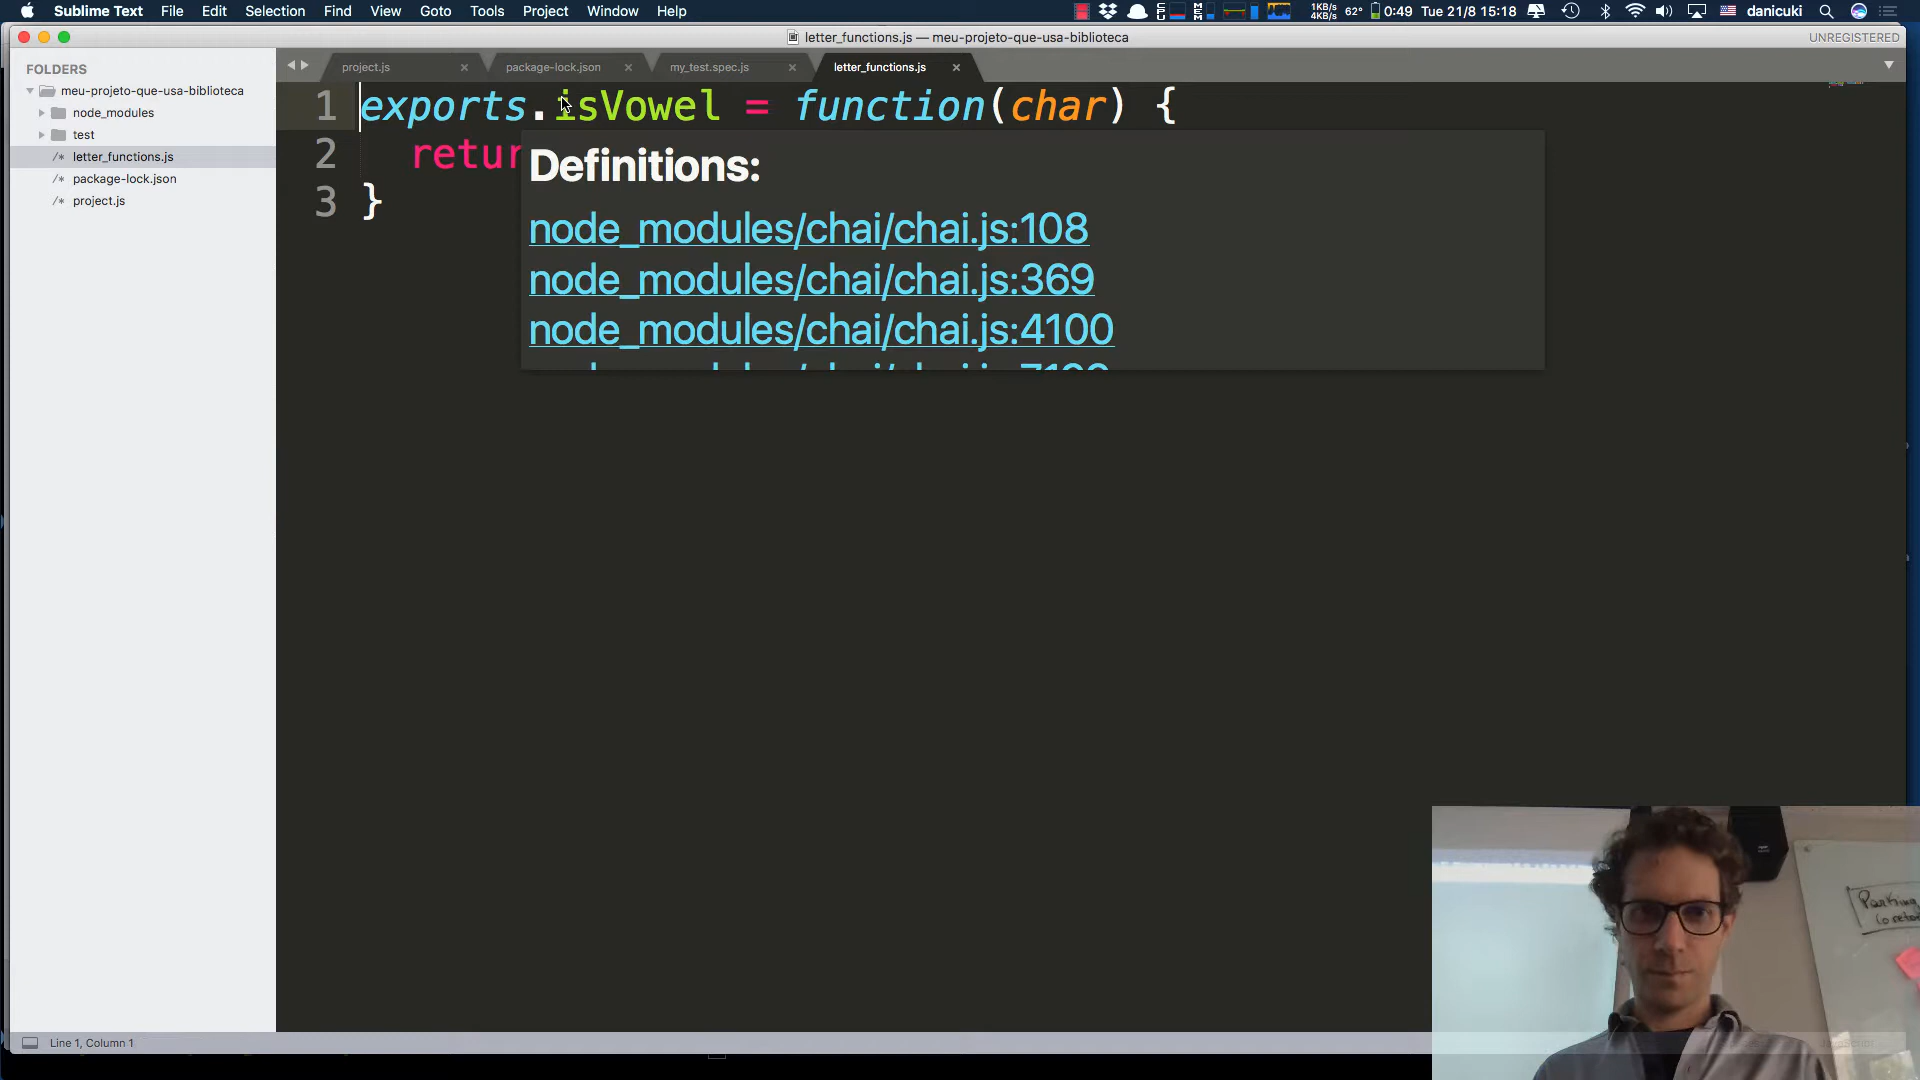 Sublime Text File Edit Selection Find View Goto Tools Project Window Help 1KB/s 4KB/s 62° 0:49 Tue 21/8 15:18 danicuki
letter_functions.js — meu-projeto-que-usa-biblioteca UNREGISTERED
FOLDERS
meu-projeto-que-usa-biblioteca
node_modules
test
/* letter_functions.js
/* package-lock.json
/* project.js
project.js × package-lock.json × my_test.spec.js × letter_functions.js ×
1 exports.isVowel = function(char) {
2 retur
3 }
Definitions:
node_modules/chai/chai.js:108
node_modules/chai/chai.js:369
node_modules/chai/chai.js:4100
Parking
Line 1, Column 1